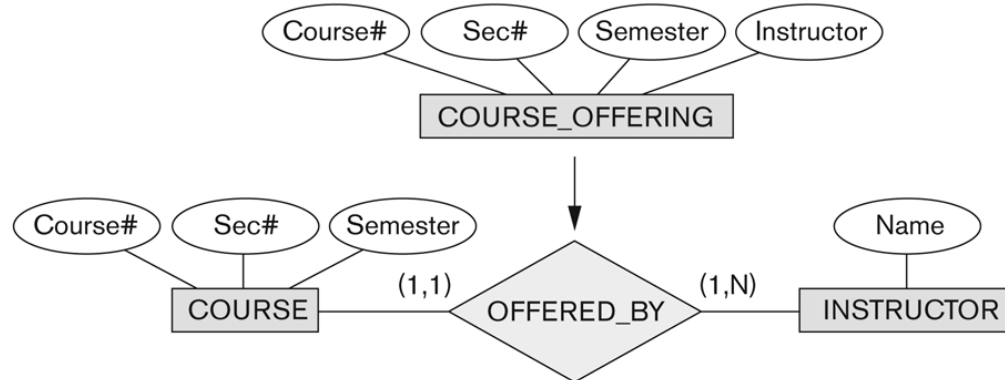 Course# Sec# Semester Instructor
COURSE_OFFERING
Course# Sec# Semester Name
(1,1) (1,N)
COURSE OFFERED_BY INSTRUCTOR